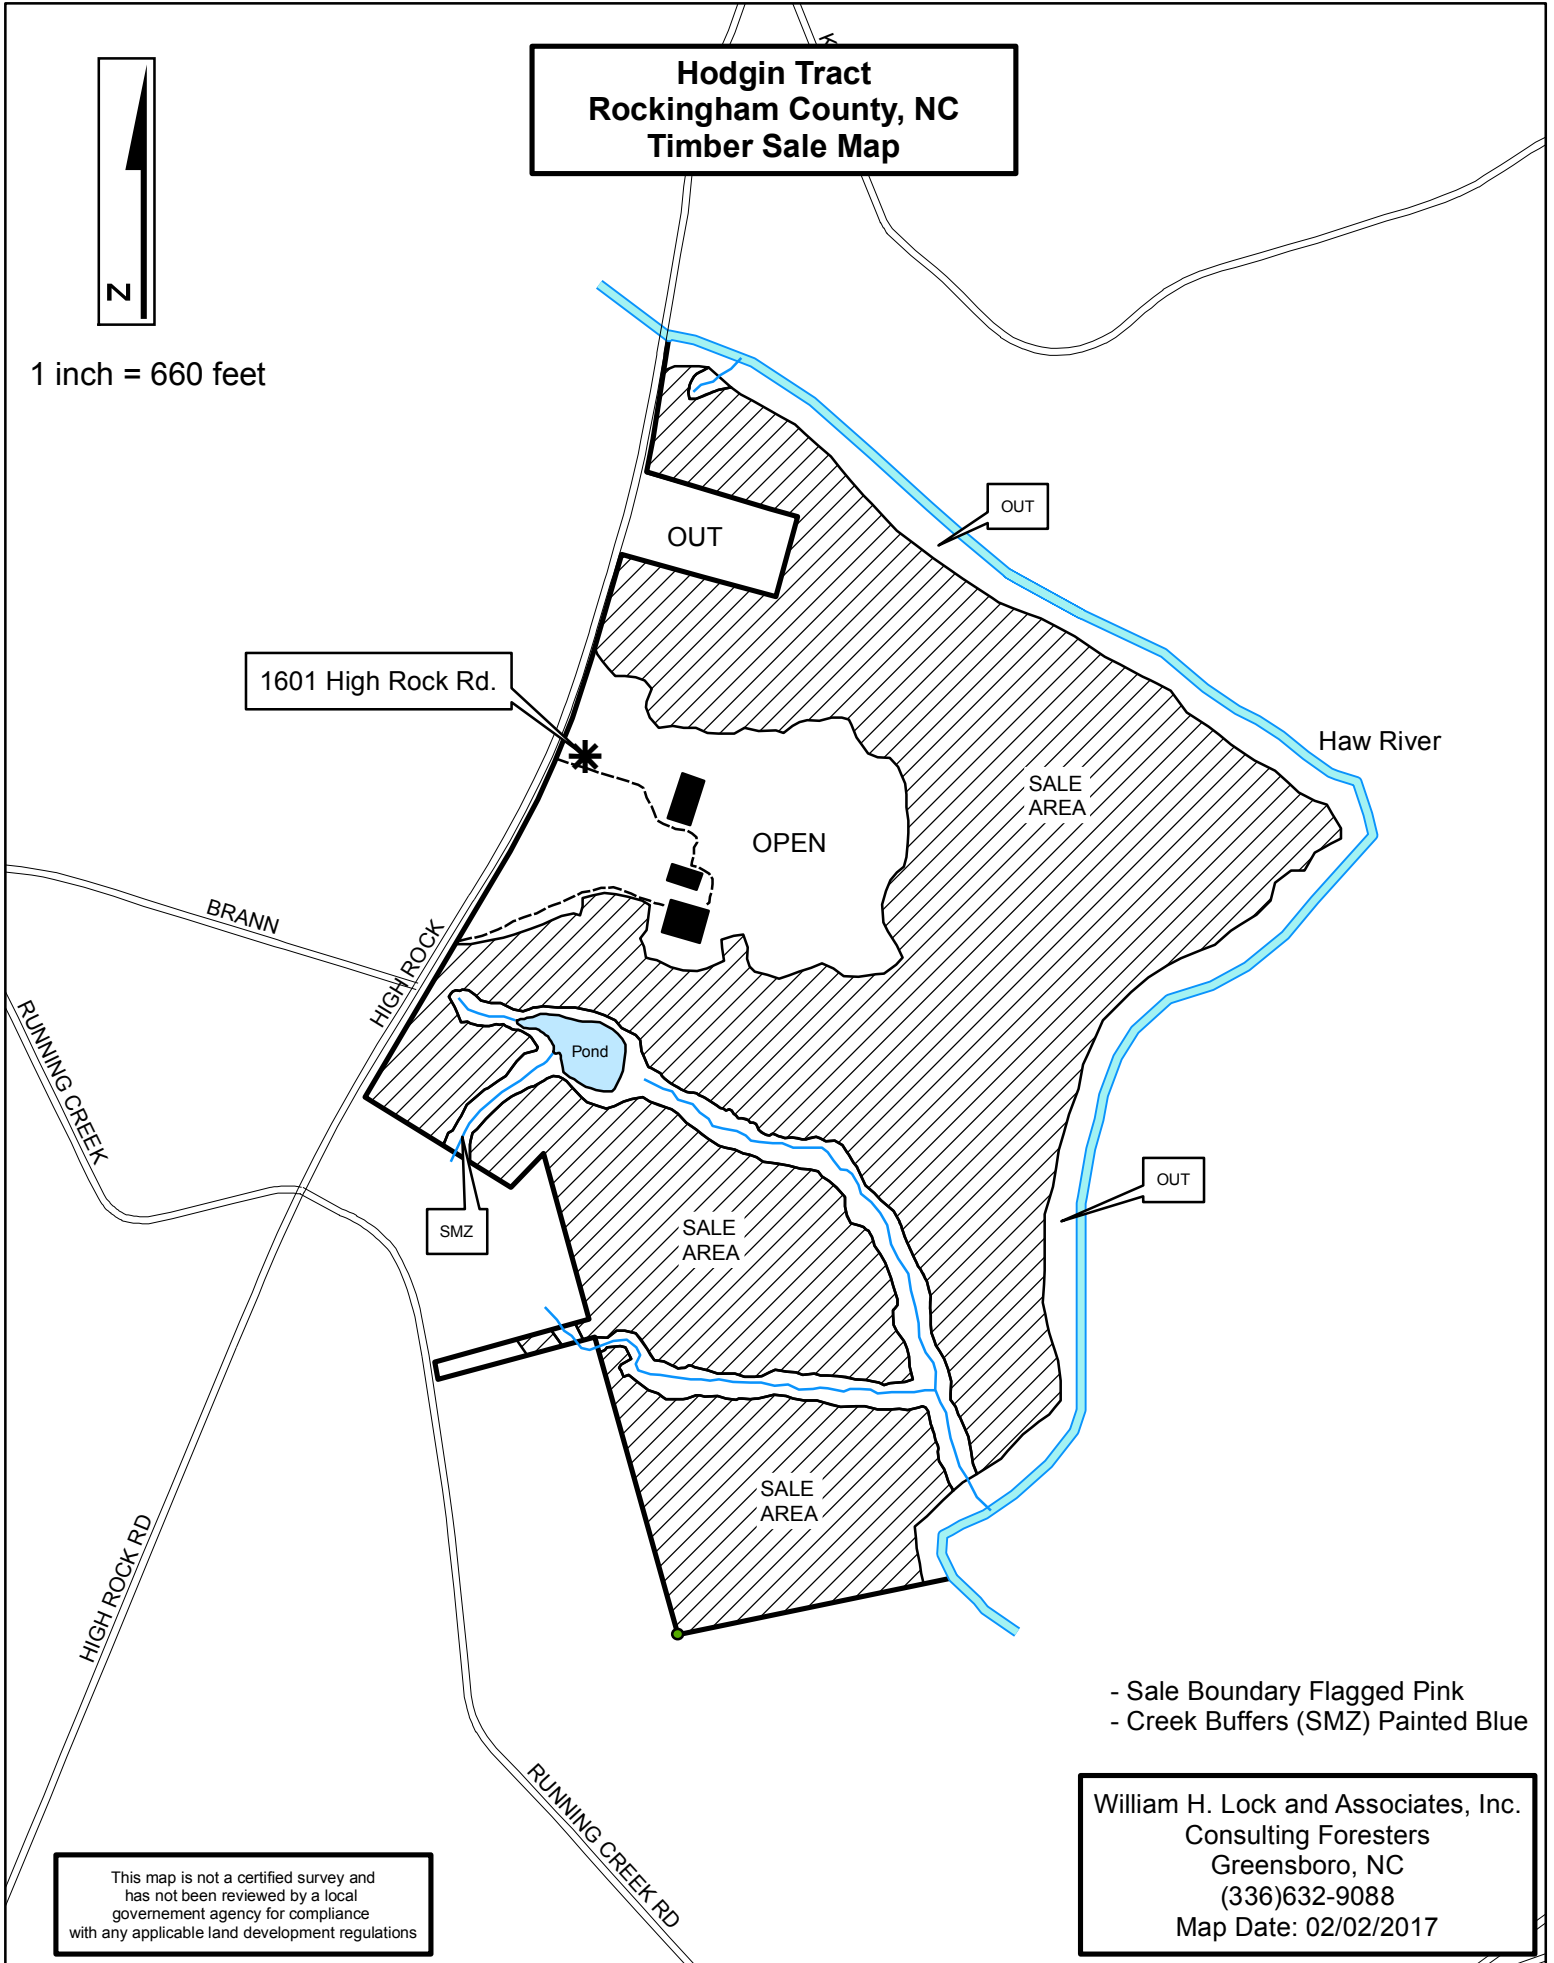 K
Hodgin Tract
Rockingham County, NC
Timber Sale Map
N
1 inch = 660 feet
OUT
OUT
1601 High Rock Rd.
Haw River
SALE
AREA
OPEN
BRANN
HIGH ROCK
RUNNING CREEK
Pond
OUT
SMZ
SALE
AREA
SALE
AREA
HIGH ROCK RD
- Sale Boundary Flagged Pink
- Creek Buffers (SMZ) Painted Blue
RUNNING CREEK RD
William H. Lock and Associates, Inc.
Consulting Foresters
Greensboro, NC
(336)632-9088
Map Date: 02/02/2017
This map is not a certified survey and
has not been reviewed by a local
governement agency for compliance
with any applicable land development regulations